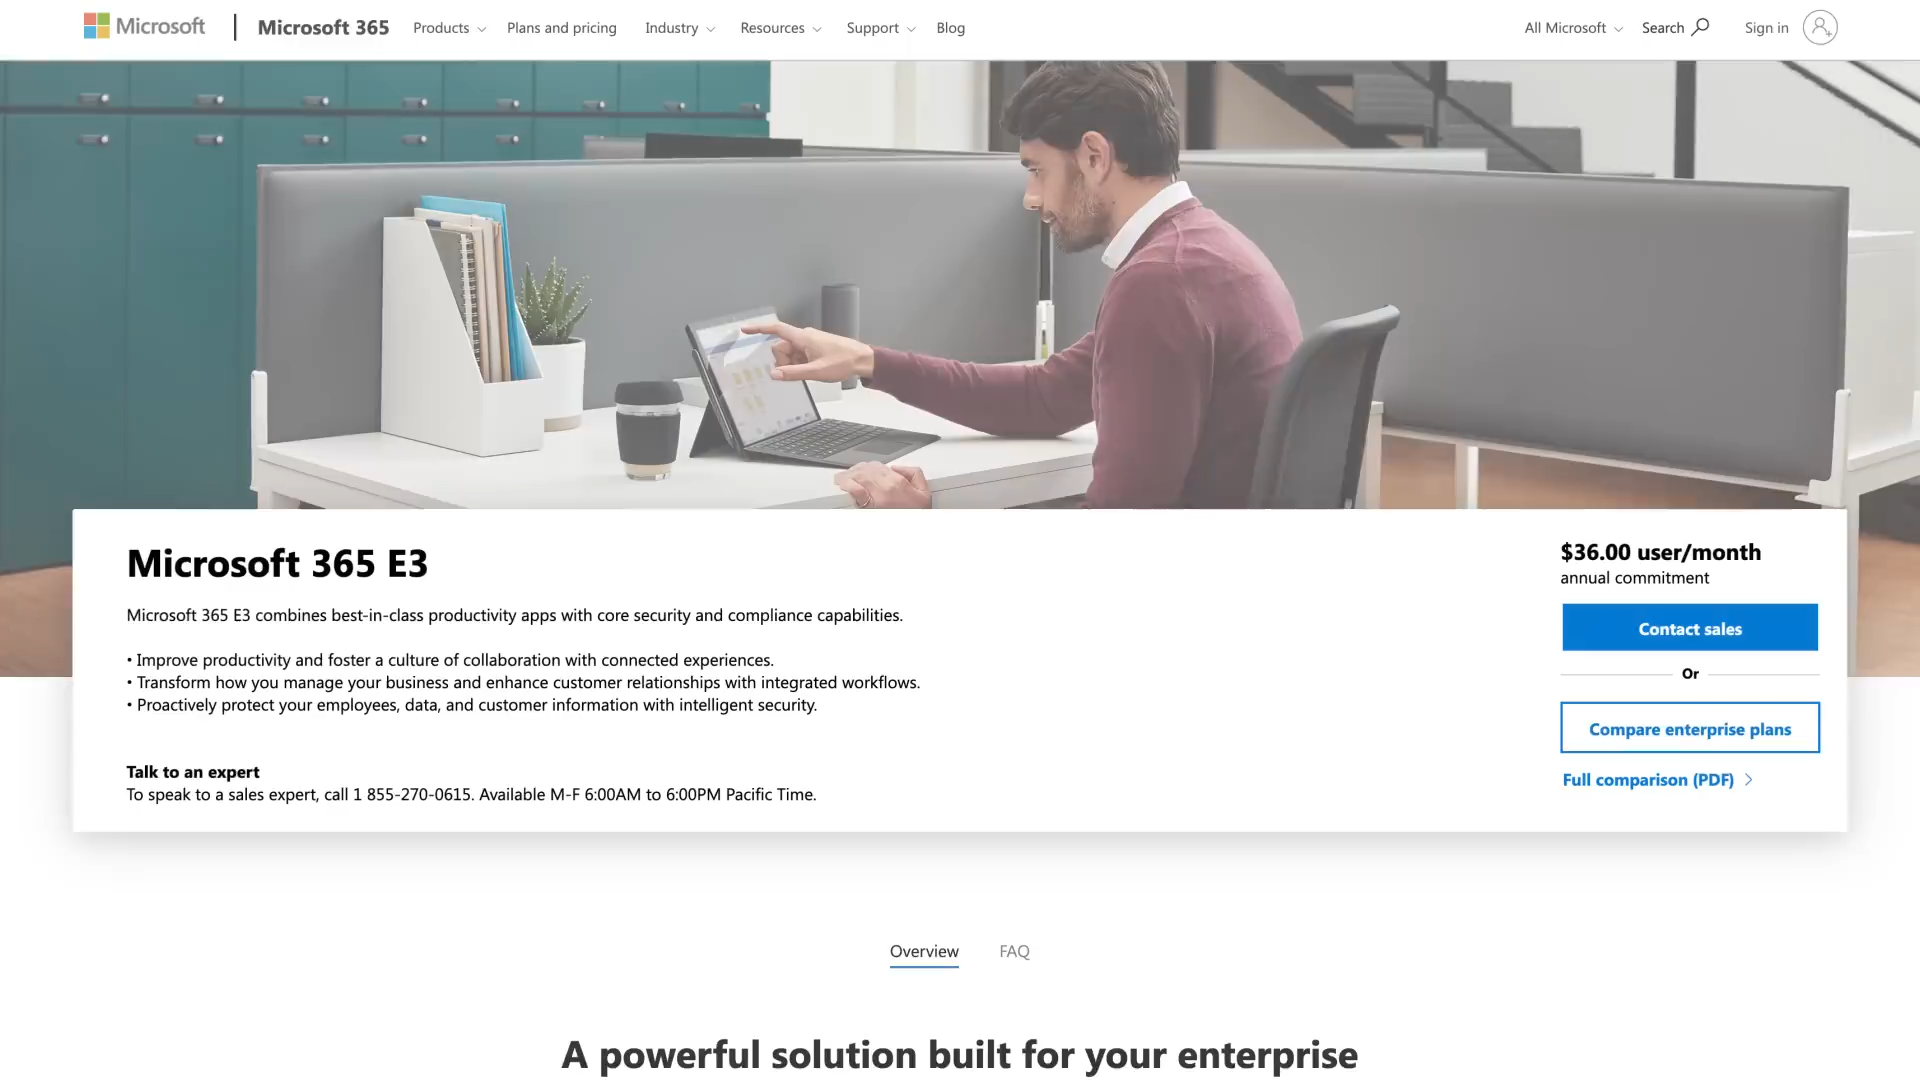 Microsoft
Microsoft 365
Products
Plans and pricing
Industry
Resources
Support
Blog
All Microsoft
Search
Sign in
Microsoft 365 E3
Microsoft 365 E3 combines best-in-class productivity apps with core security and compliance capabilities.
• Improve productivity and foster a culture of collaboration with connected experiences.
• Transform how you manage your business and enhance customer relationships with integrated workflows.
• Proactively protect your employees, data, and customer information with intelligent security.
Talk to an expert
To speak to a sales expert, call 1 855-270-0615. Available M-F 6:00AM to 6:00PM Pacific Time.
$36.00 user/month
annual commitment
Contact sales
Or
Compare enterprise plans
Full comparison (PDF)
Overview
FAQ
A powerful solution built for your enterprise